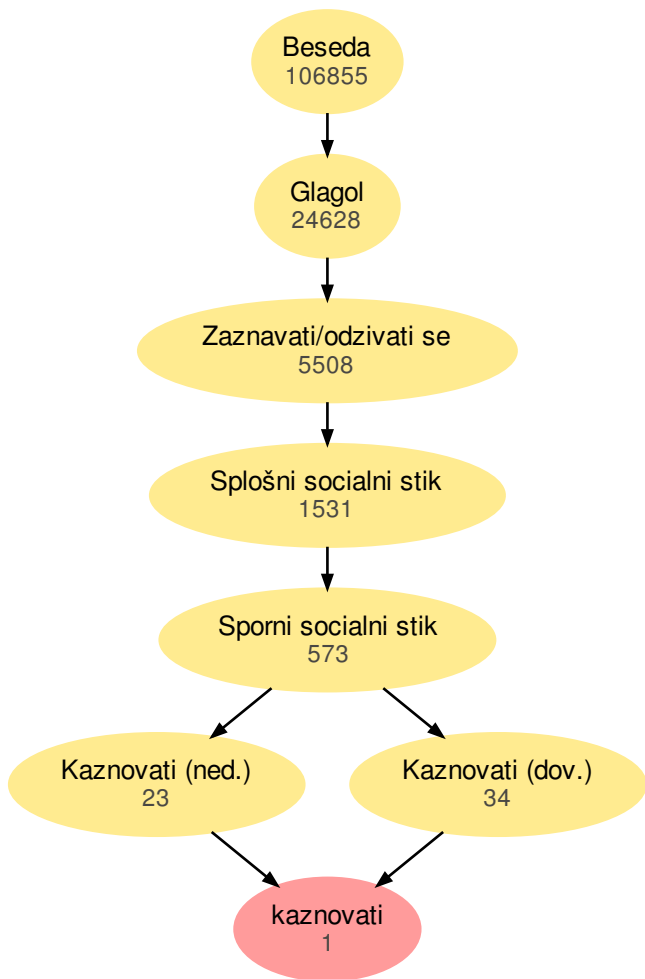 Beseda
106855
Glagol
24628
Zaznavati/odzivati se
5508
Splošni socialni stik
1531
Sporni socialni stik
573
Kaznovati (ned.)
23
Kaznovati (dov.)
34
kaznovati
1